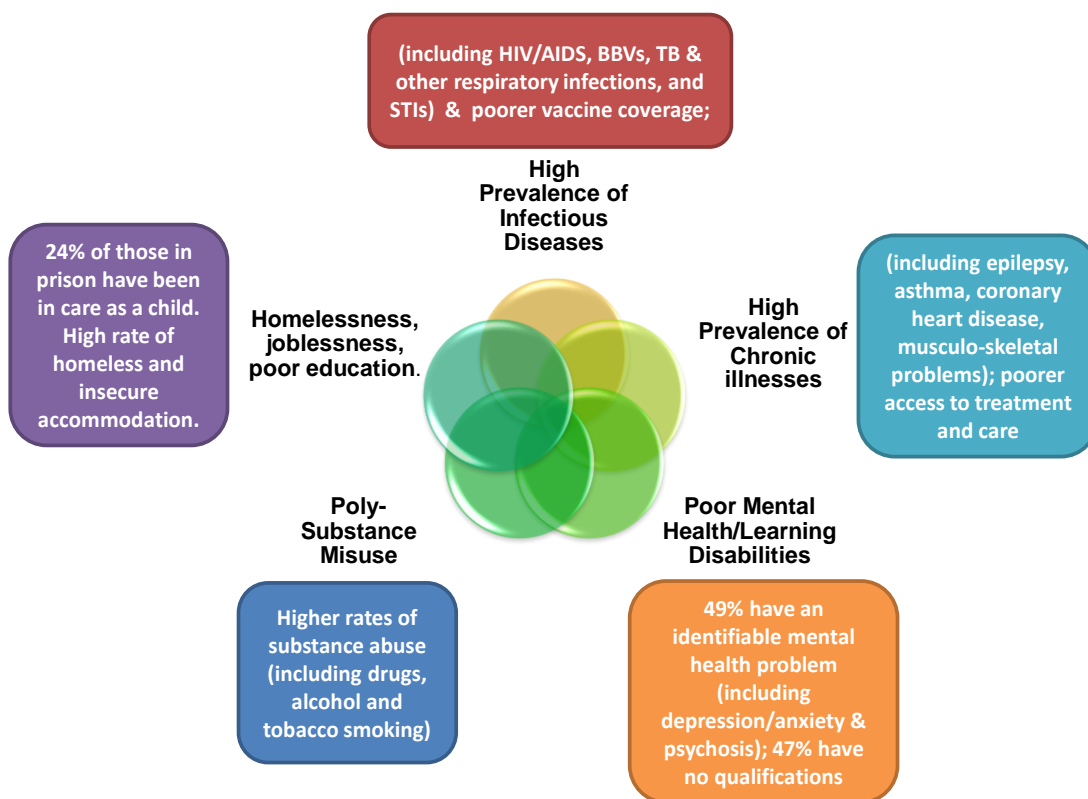 (including HIV/AIDS, BBVs, TB &
other respiratory infections, and
STIs) & poorer vaccine coverage;
High
Prevalence of
Infectious
Diseases
24% of those in
prison have been
in care as a child.
High rate of
homeless and
insecure
accommodation.
Homelessness,
joblessness,
poor education.
High
Prevalence of
Chronic
illnesses
(including epilepsy,
asthma, coronary
heart disease,
musculo-skeletal
problems); poorer
access to treatment
and care
Poly-
Substance
Misuse
Higher rates of
substance abuse
(including drugs,
alcohol and
tobacco smoking)
Poor Mental
Health/Learning
Disabilities
49% have an
identifiable mental
health problem
(including
depression/anxiety &
psychosis); 47% have
no qualifications